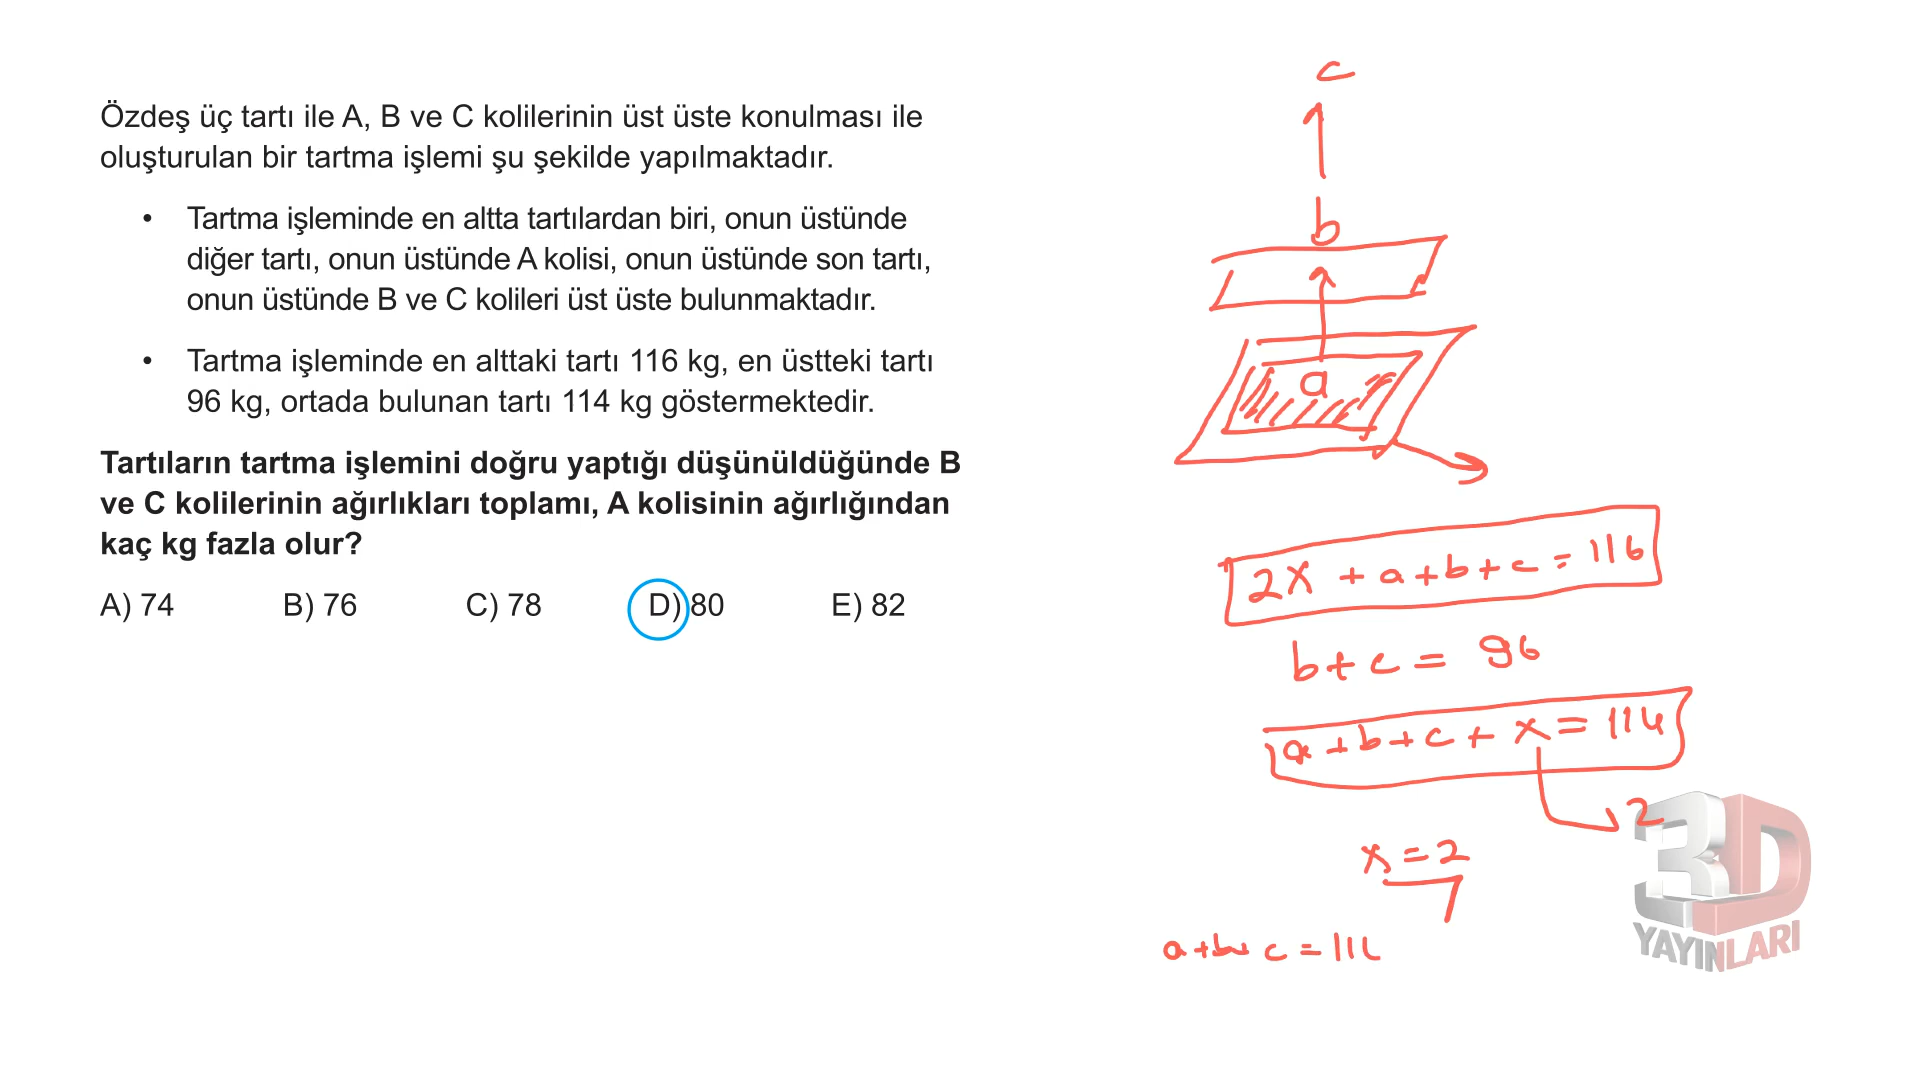 Özdeş üç tartı ile A, B ve C kolilerinin üst üste konulması ile
oluşturulan bir tartma işlemi şu şekilde yapılmaktadır.
• Tartma işleminde en altta tartılardan biri, onun üstünde
diğer tartı, onun üstünde A kolisi, onun üstünde son tartı,
onun üstünde B ve C kolileri üst üste bulunmaktadır.
• Tartma işleminde en alttaki tartı 116 kg, en üstteki tartı
96 kg, ortada bulunan tartı 114 kg göstermektedir.
Tartıların tartma işlemini doğru yaptığı düşünüldüğünde B
ve C kolilerinin ağırlıkları toplamı, A kolisinin ağırlığından
kaç kg fazla olur?
A) 74 B) 76 C) 78 D) 80 E) 82
c
b
a
2x + a + b + c = 116
b + c = 96
a + b + c + x = 114
2
x = 2
a + b + c = 11
3D
YAYINLARI